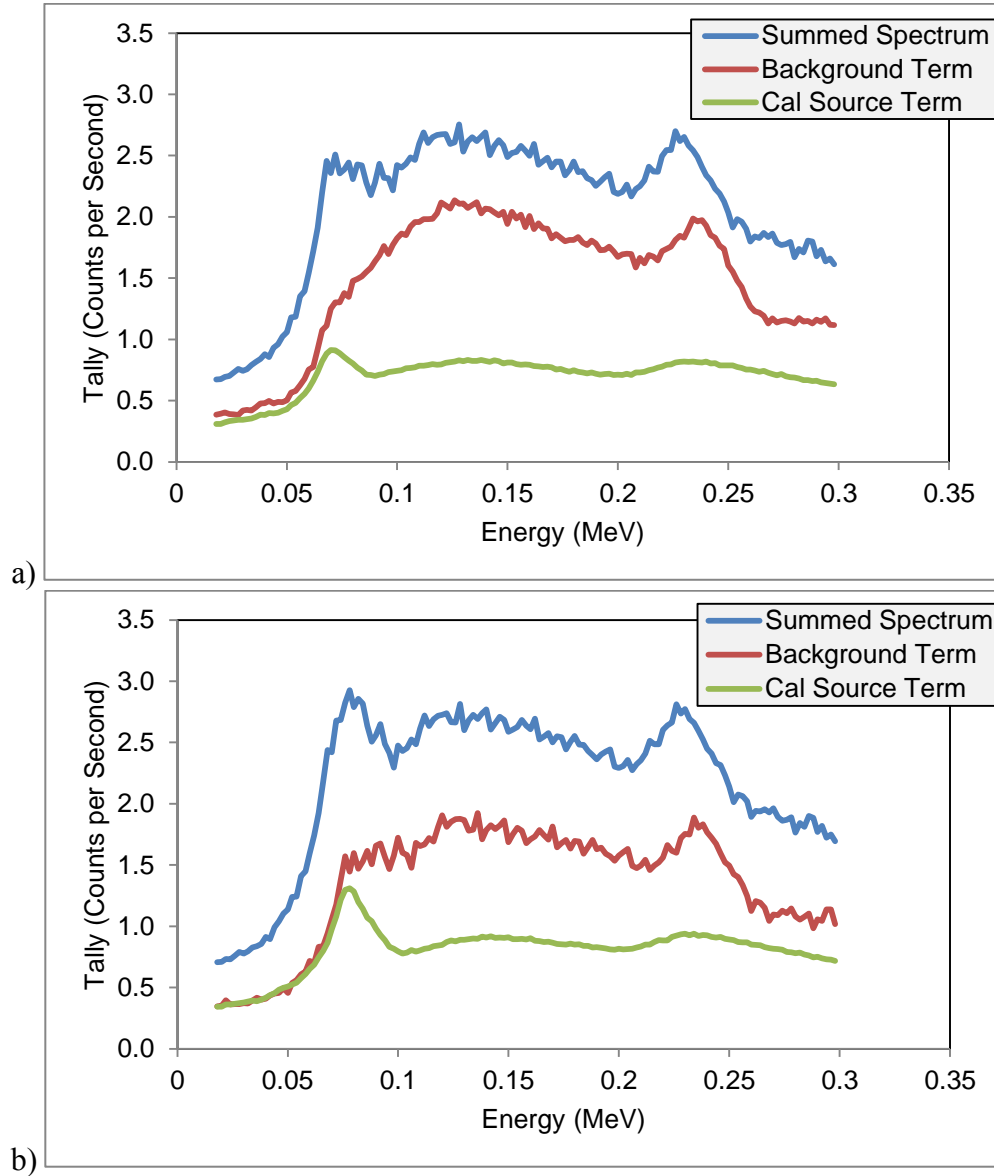 3.5
3.0
2.5
2.0
1.5
1.0
0.5
0.0
Tally (Counts per Second)
0 0.05 0.1 0.15 0.2 0.25 0.3 0.35
Energy (MeV)
Summed Spectrum
Background Term
Cal Source Term
a)
3.5
3.0
2.5
2.0
1.5
1.0
0.5
0.0
Tally (Counts per Second)
0 0.05 0.1 0.15 0.2 0.25 0.3 0.35
Energy (MeV)
Summed Spectrum
Background Term
Cal Source Term
b)